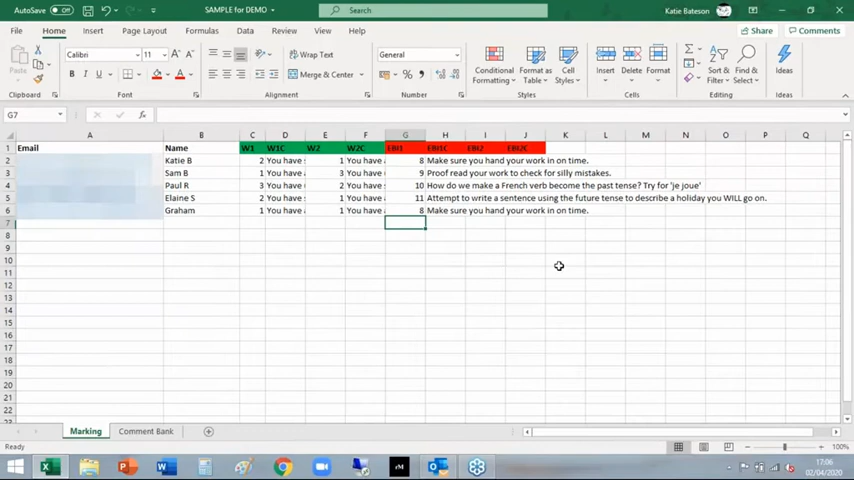 AutoSave Off SAMPLE for DEMO Search Katie Bateson
File Home Insert Page Layout Formulas Data Review View Help Share Comments
Paste Calibri 11 Wrap Text General Conditional Formatting Format as Table Cell Styles Insert Delete Format Sort & Filter Find & Select Ideas
B I U Merge & Center
Clipboard Font Alignment Number Styles Cells Editing Ideas
G7 fx
A B C D E F G H I J K L M N O P Q
1 Email Name W1 W1C W2 W2C EBI1 EBI1C EBI2 EBI2C
2 Katie B 2 You have 1 You have 8 Make sure you hand your work in on time.
3 Sam B 1 You have 3 You have 9 Proof read your work to check for silly mistakes.
4 Paul R 3 You have 2 You have 10 How do we make a French verb become the past tense? Try for 'je joue'
5 Elaine S 2 You have 1 You have 11 Attempt to write a sentence using the future tense to describe a holiday you WILL go on.
6 Graham 1 You have 1 You have 8 Make sure you hand your work in on time.
7
8
9
10
11
12
13
14
15
16
17
18
19
20
21
22
Marking Comment Bank
Ready 100%
17:06
02/04/2020